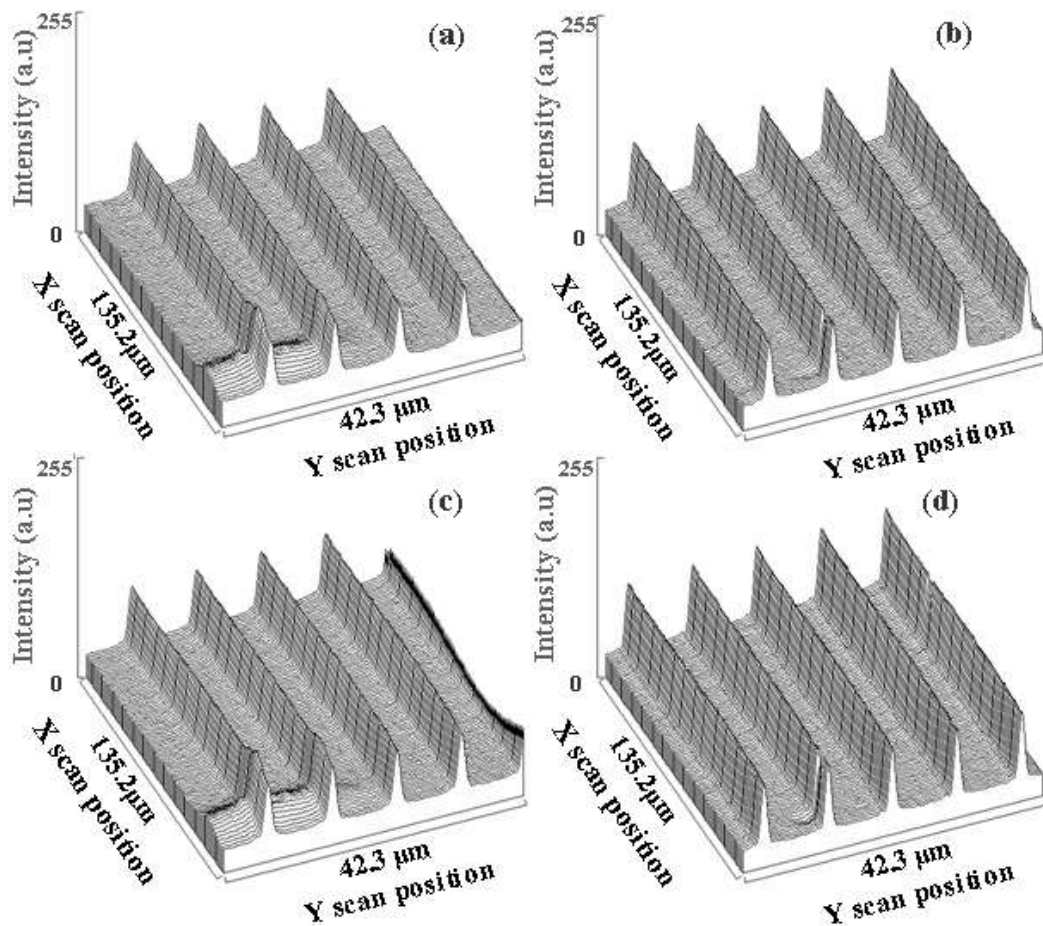 255
(a)
Intensity (a.u)
0
X scan position
135.2μm
42.3 μm
Y scan position
255
(b)
Intensity (a.u)
0
X scan position
135.2μm
42.3 μm
Y scan position
255
(c)
Intensity (a.u)
0
X scan position
135.2μm
42.3 μm
Y scan position
255
(d)
Intensity (a.u)
0
X scan position
135.2μm
42.3 μm
Y scan position